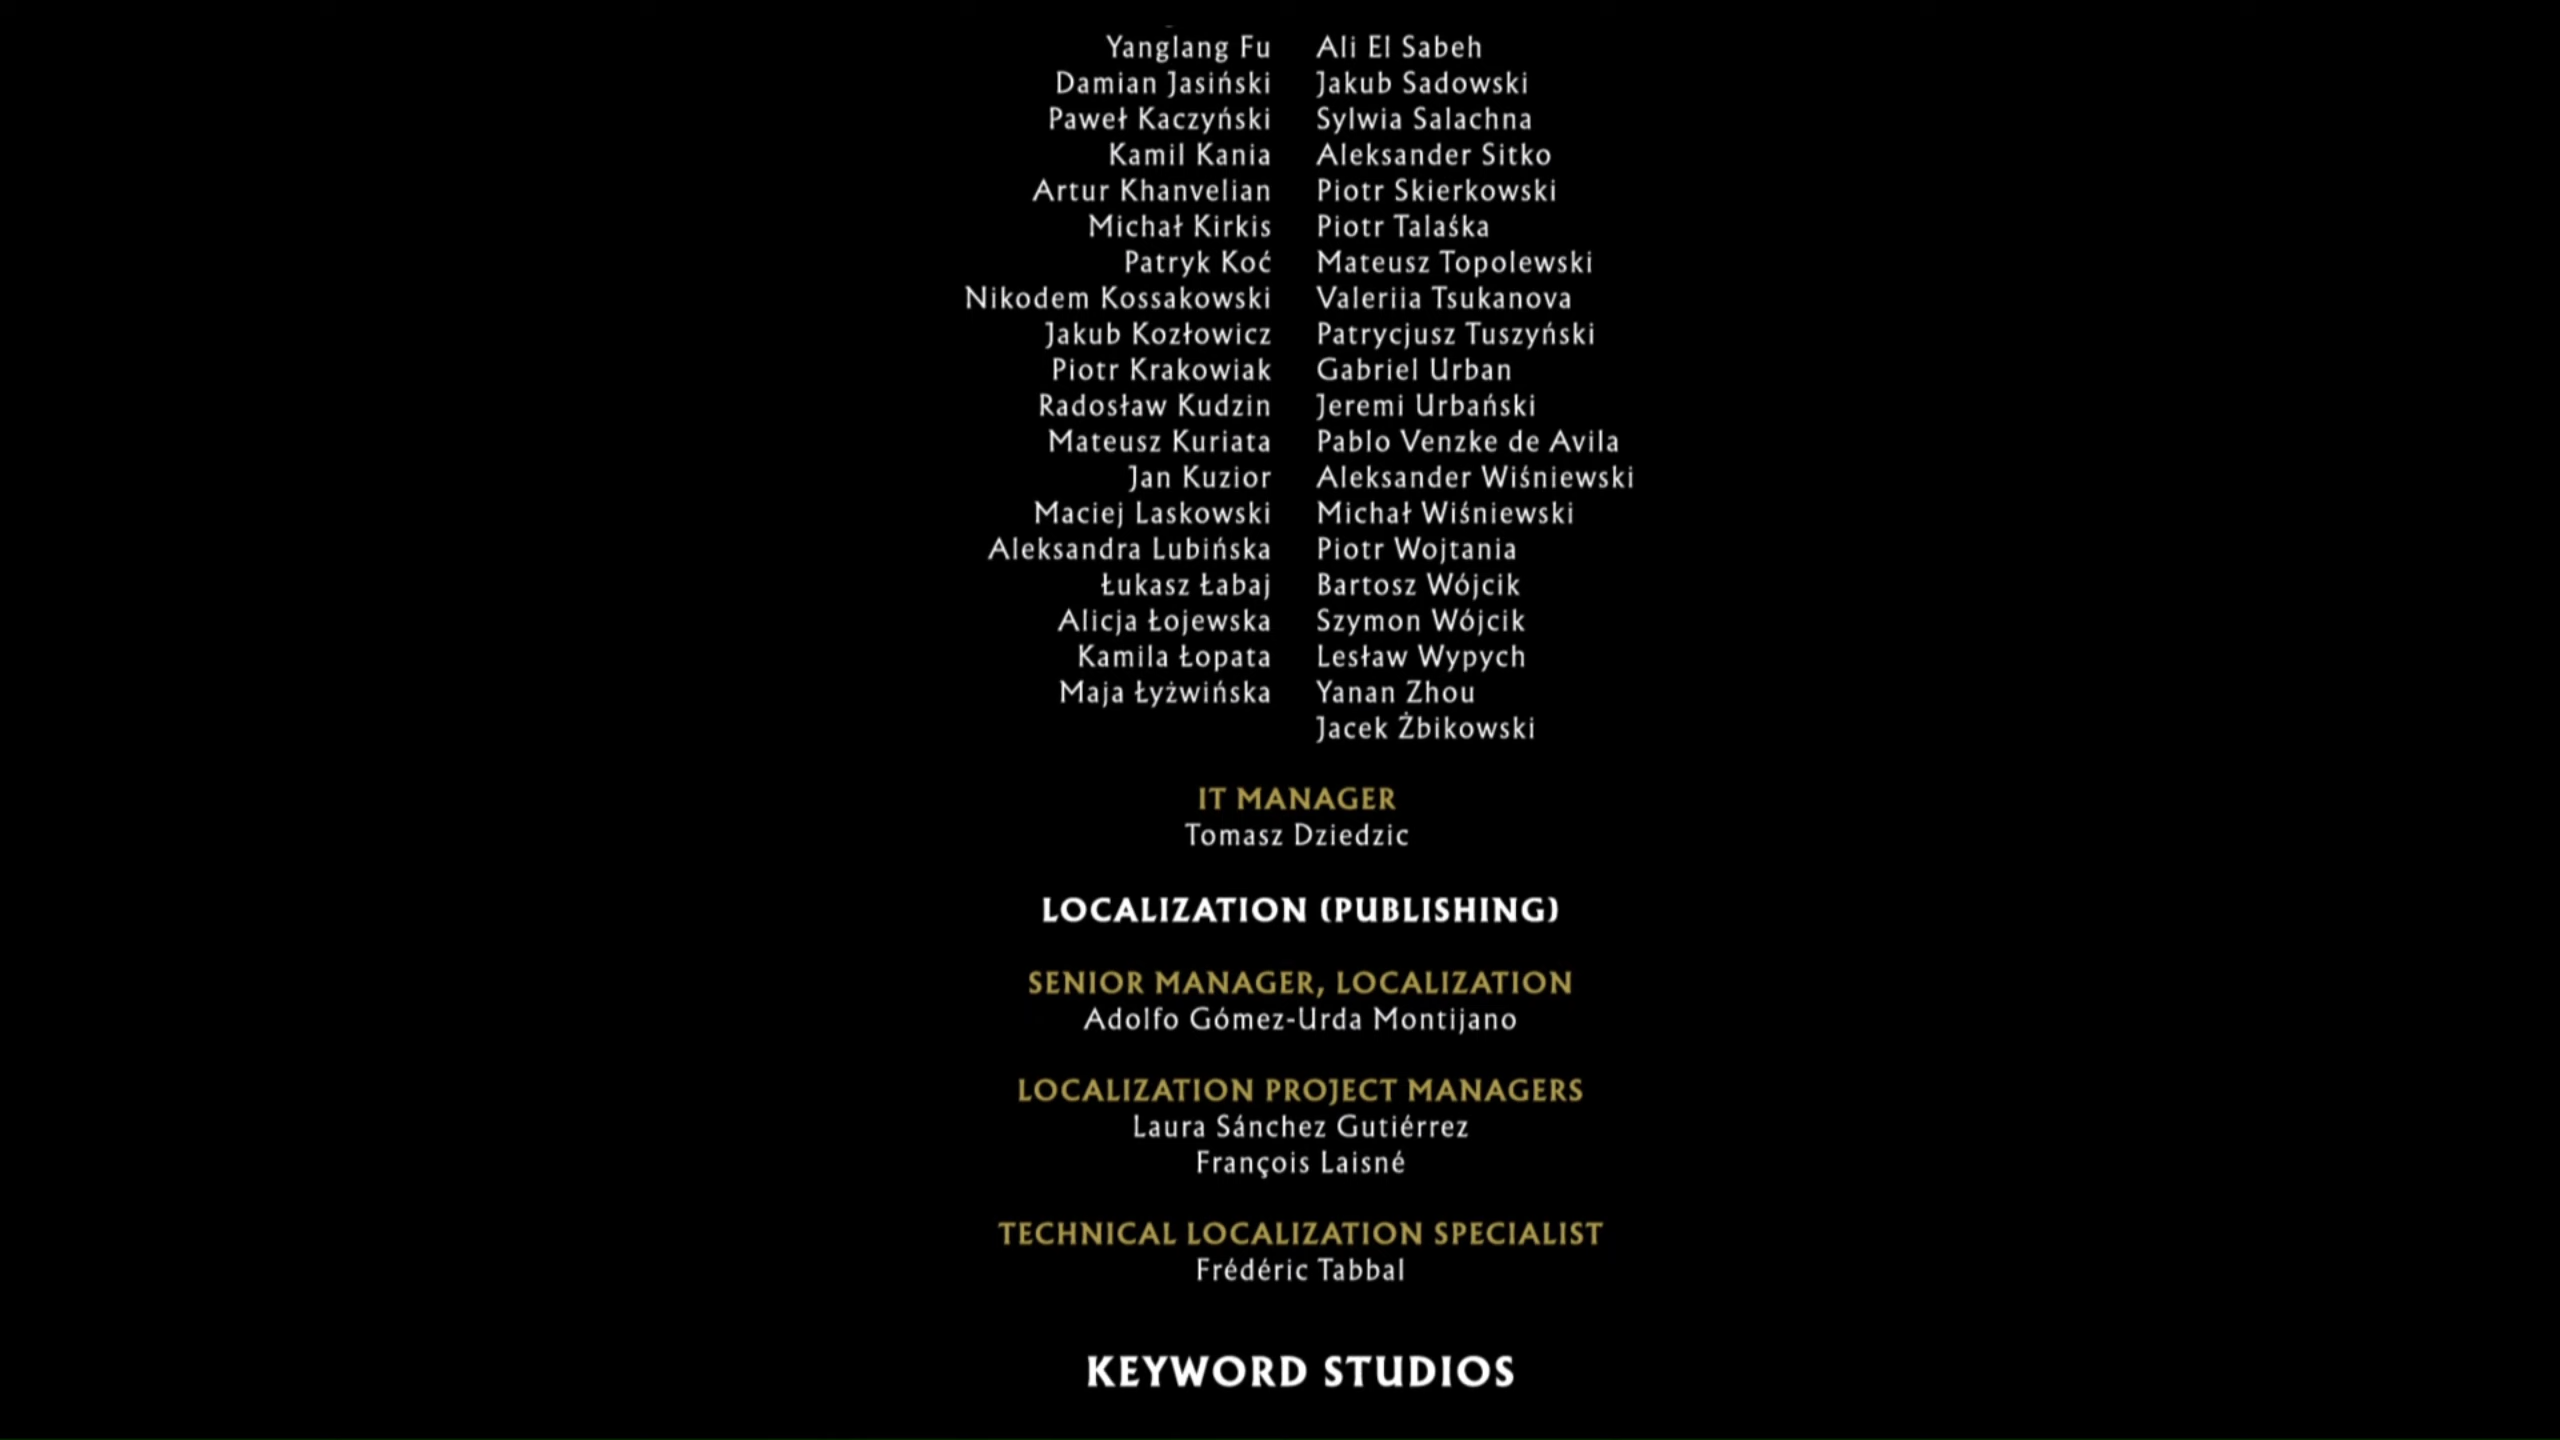 Yanglang Fu Ali El Sabeh
Damian Jasiński Jakub Sadowski
Paweł Kaczyński Sylwia Salachna
Kamil Kania Aleksander Sitko
Artur Khanvelian Piotr Skierkowski
Michał Kirkis Piotr Talaśka
Patryk Koć Mateusz Topolewski
Nikodem Kossakowski Valeriia Tsukanova
Jakub Kozłowicz Patrycjusz Tuszyński
Piotr Krakowiak Gabriel Urban
Radosław Kudzin Jeremi Urbański
Mateusz Kuriata Pablo Venzke de Avila
Jan Kuzior Aleksander Wiśniewski
Maciej Laskowski Michał Wiśniewski
Aleksandra Lubińska Piotr Wojtania
Łukasz Łabaj Bartosz Wójcik
Alicja Łojewska Szymon Wójcik
Kamila Łopata Lesław Wypych
Maja Łyżwińska Yanan Zhou
Jacek Żbikowski
IT MANAGER
Tomasz Dziedzic
LOCALIZATION (PUBLISHING)
SENIOR MANAGER, LOCALIZATION
Adolfo Gómez-Urda Montijano
LOCALIZATION PROJECT MANAGERS
Laura Sánchez Gutiérrez
François Laisné
TECHNICAL LOCALIZATION SPECIALIST
Frédéric Tabbal
KEYWORD STUDIOS